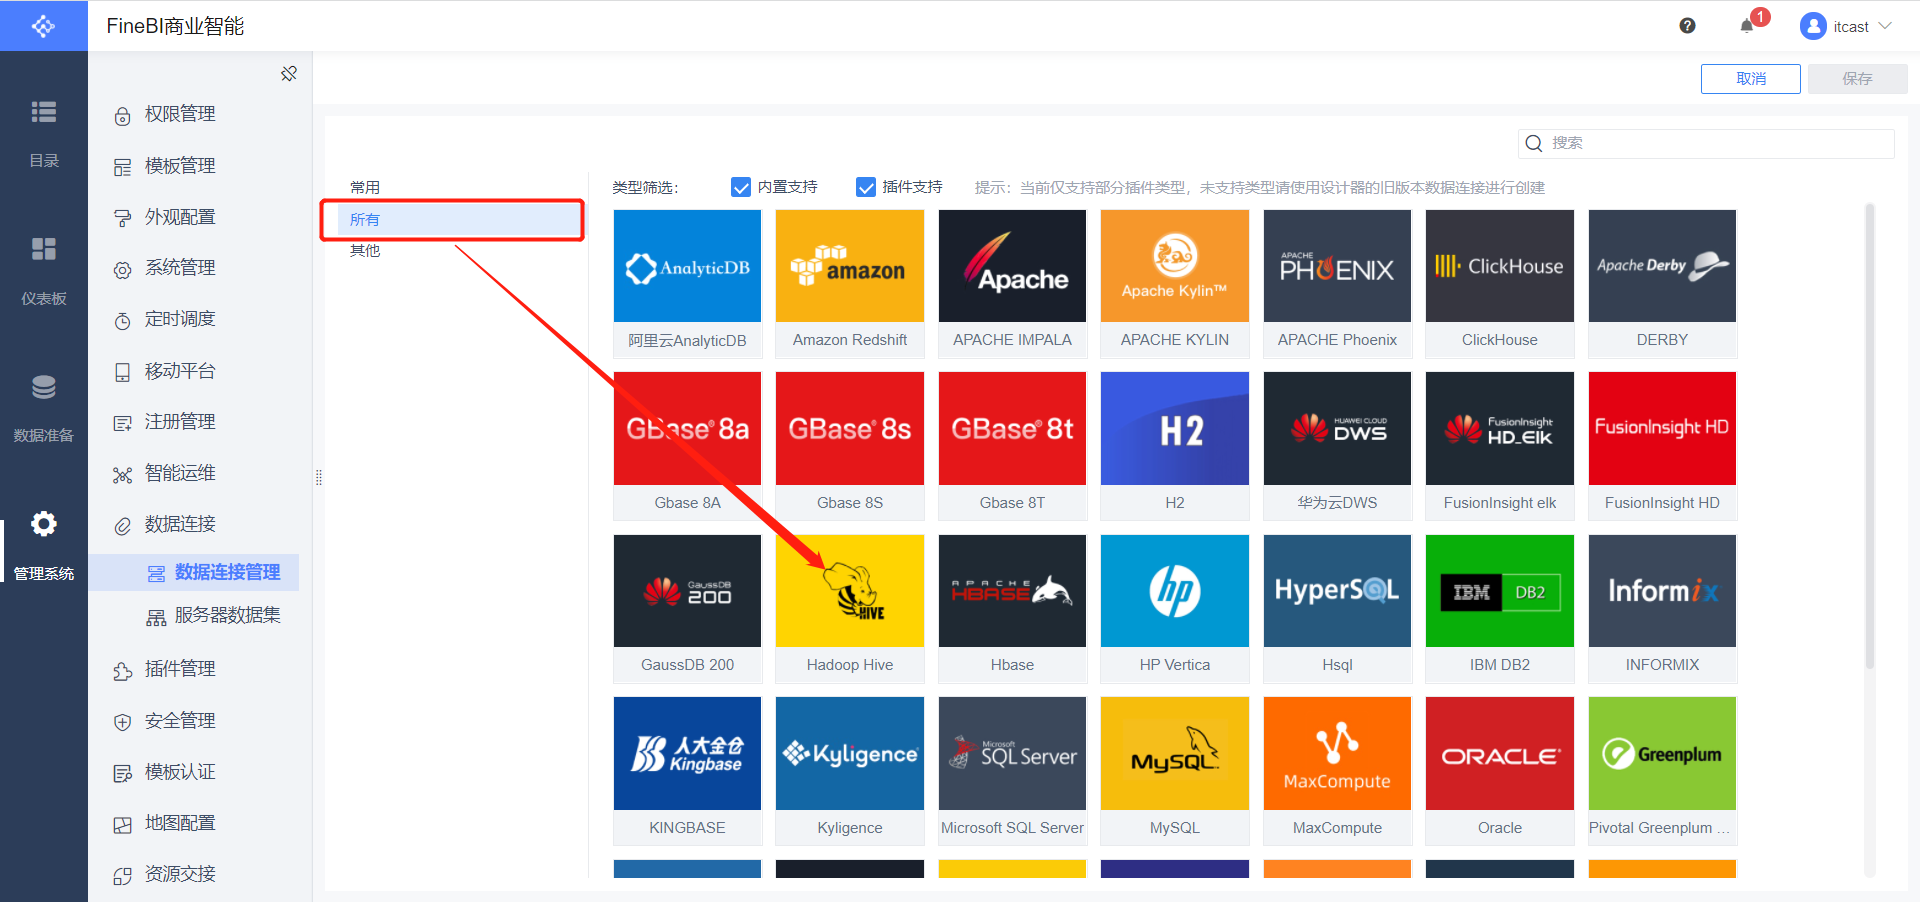 FineBI商业智能
1
itcast
目录
仪表板
数据准备
管理系统
权限管理
模板管理
外观配置
系统管理
定时调度
移动平台
注册管理
智能运维
数据连接
数据连接管理
服务器数据集
插件管理
安全管理
模板认证
地图配置
资源交接
取消
保存
搜索
常用
所有
其他
类型筛选：
内置支持
插件支持
提示：当前仅支持部分插件类型，未支持类型请使用设计器的旧版本数据连接进行创建
AnalyticDB
阿里云AnalyticDB
amazon
Amazon Redshift
Apache
APACHE IMPALA
Apache Kylin™
APACHE KYLIN
APACHE
PHOENIX
APACHE Phoenix
ClickHouse
ClickHouse
Apache Derby
DERBY
GBase® 8a
Gbase 8A
GBase® 8s
Gbase 8S
GBase® 8t
Gbase 8T
H2
H2
HUAWEI CLOUD
DWS
华为云DWS
FusionInsight
HD_Elk
FusionInsight elk
FusionInsight HD
FusionInsight HD
GaussDB
200
GaussDB 200
HIVE
Hadoop Hive
APACHE
HBASE
Hbase
hp
HP Vertica
HyperSQL
Hsql
IBM DB2
IBM DB2
Informix
INFORMIX
人大金仓
Kingbase
KINGBASE
Kyligence
Kyligence
Microsoft
SQL Server
Microsoft SQL Server
MySQL
MySQL
MaxCompute
MaxCompute
ORACLE
Oracle
Greenplum
Pivotal Greenplum ...